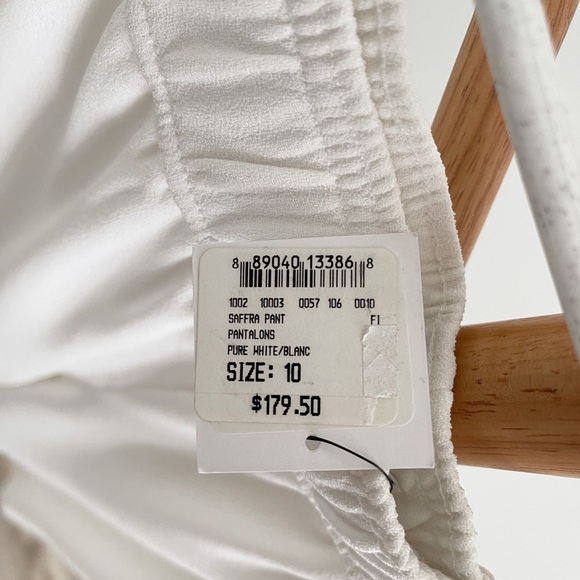 8 89040 13386 8
1002 10003 0057 106 0010
SAFFRA PANT FI
PANTALONS
PURE WHITE/BLANC
SIZE: 10
$179.50